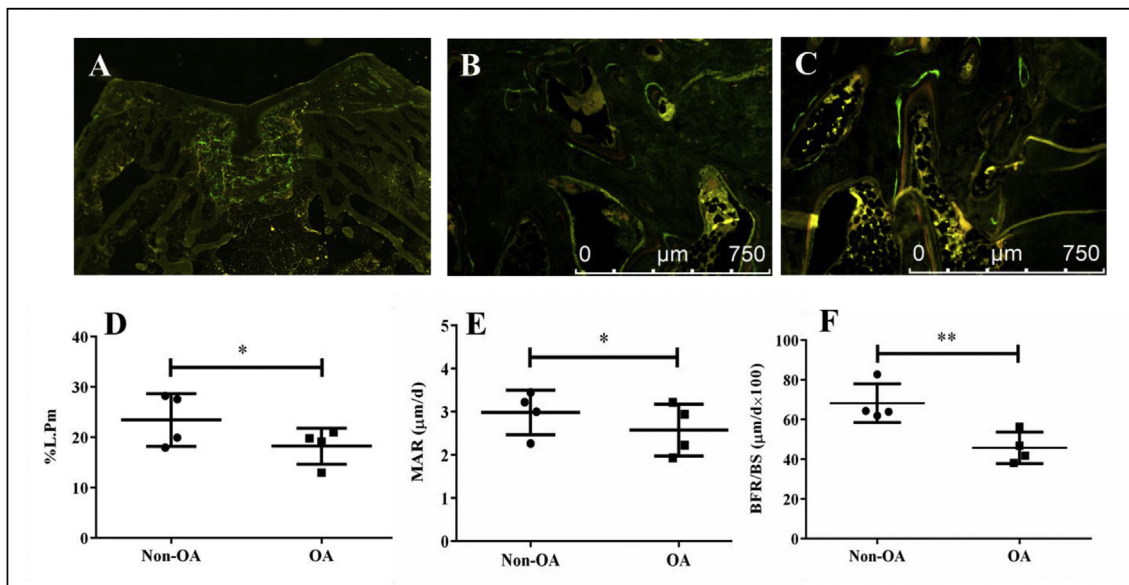 A
B
C
0 µm 750
0 µm 750
D
*
40
30
20
10
0
%L.Pm
Non-OA OA
E
*
5
4
3
2
1
0
MAR (µm/d)
Non-OA OA
F
**
100
80
60
40
20
0
BFR/BS (µm/d×100)
Non-OA OA